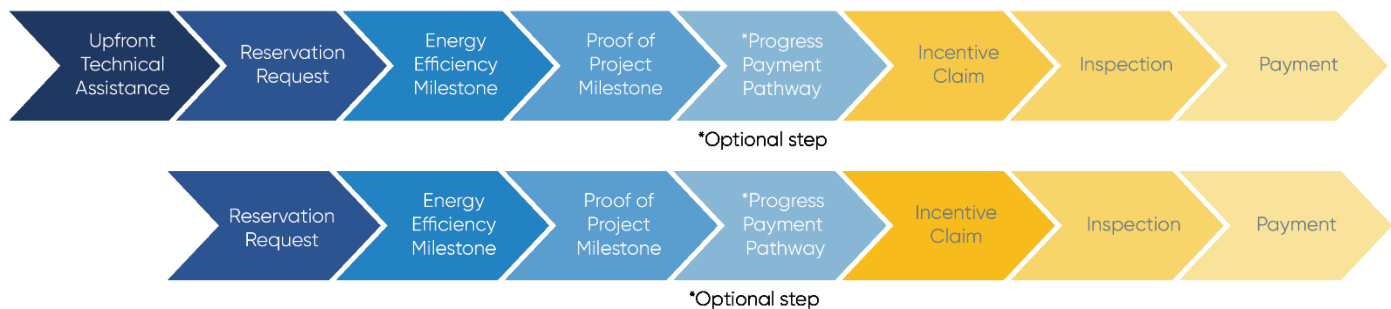 Upfront
Technical
Assistance
Reservation
Request
Energy
Efficiency
Milestone
Proof of
Project
Milestone
*Progress
Payment
Pathway
Incentive
Claim
Inspection
Payment
*Optional step
Reservation
Request
Energy
Efficiency
Milestone
Proof of
Project
Milestone
*Progress
Payment
Pathway
Incentive
Claim
Inspection
Payment
*Optional step